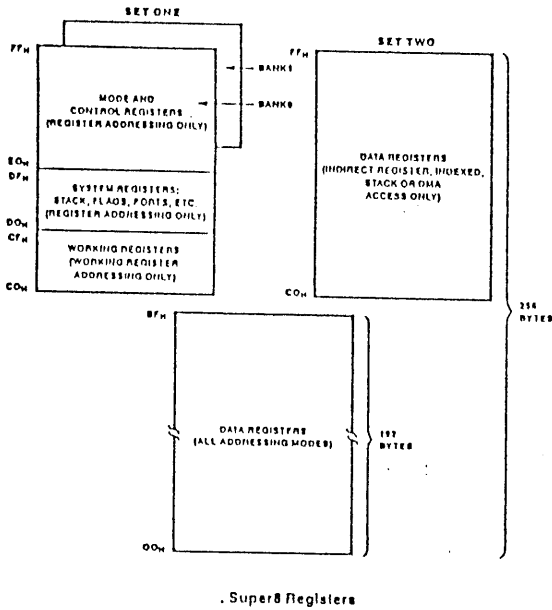 SET ONE
FFH
BANK1
BANK0
MODE AND
CONTROL REGISTERS
(REGISTER ADDRESSING ONLY)
E0H
DFH
SYSTEM REGISTERS;
STACK, FLAGS, PORTS, ETC.
(REGISTER ADDRESSING ONLY)
D0H
CFH
WORKING REGISTERS
(WORKING REGISTER
ADDRESSING ONLY)
C0H
SET TWO
FFH
DATA REGISTERS
(INDIRECT REGISTER, INDEXED,
STACK OR DMA
ACCESS ONLY)
C0H
256
BYTES
BFH
DATA REGISTERS
(ALL ADDRESSING MODES)
192
BYTES
00H
. Super8 Registers